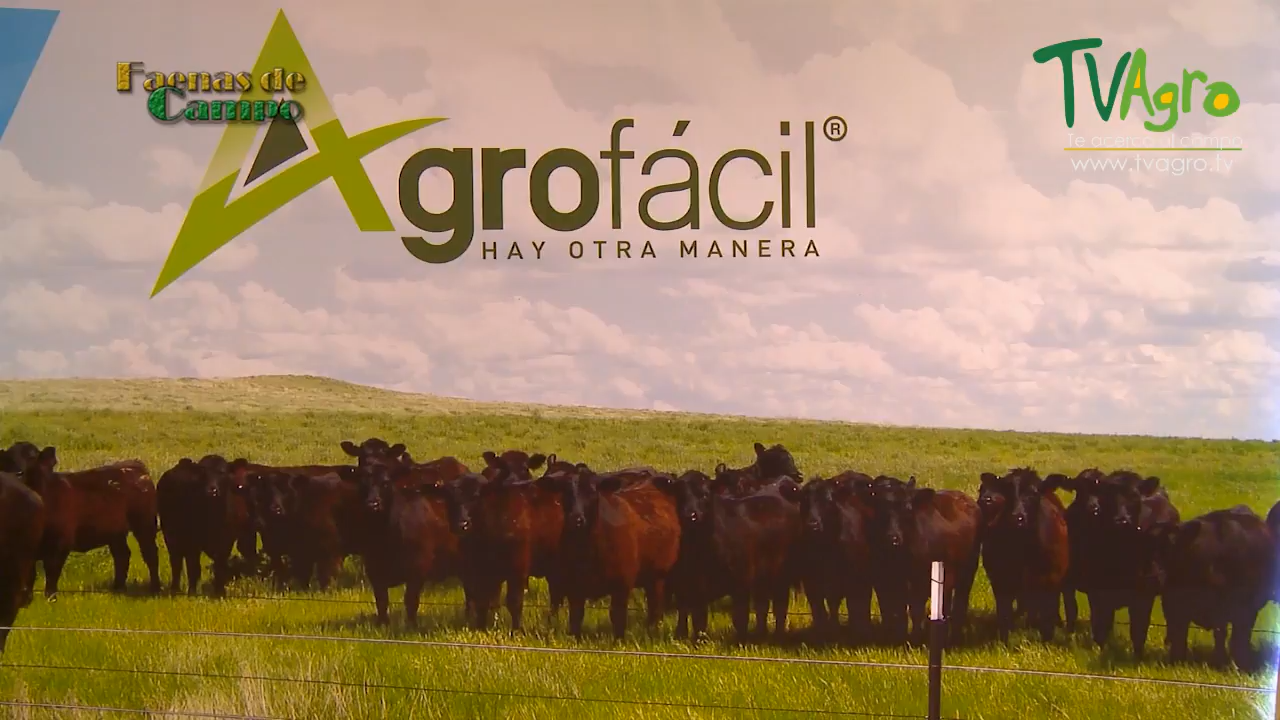 Faenas de
Campo
Agrofácil®
HAY OTRA MANERA
TVAgro
Te acerca al campo
www.tvagro.tv